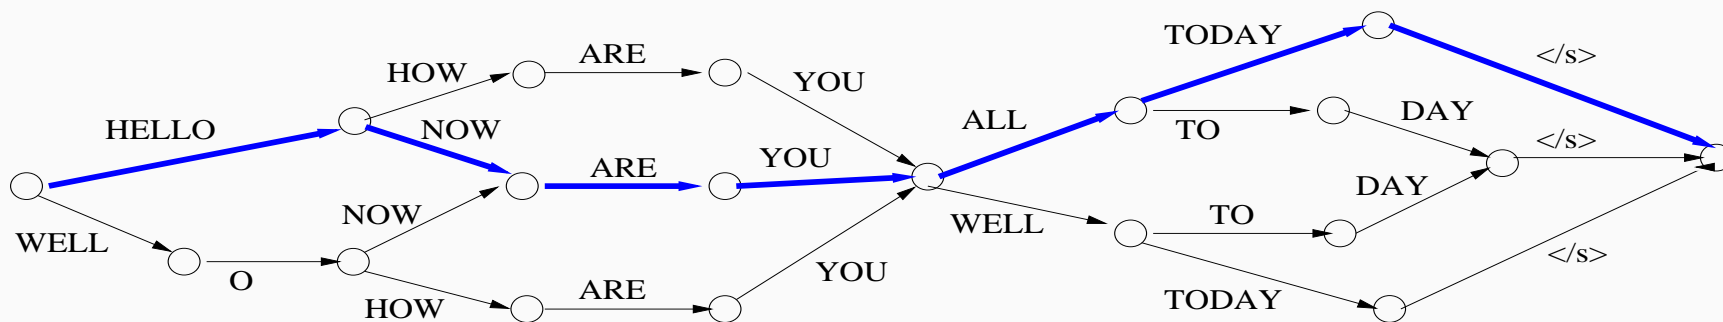 TODAY
</s>
ARE
HOW
YOU
ALL
HELLO
NOW
TO
DAY
YOU
</s>
ARE
DAY
NOW
TO
WELL
WELL
O
</s>
YOU
ARE
HOW
TODAY